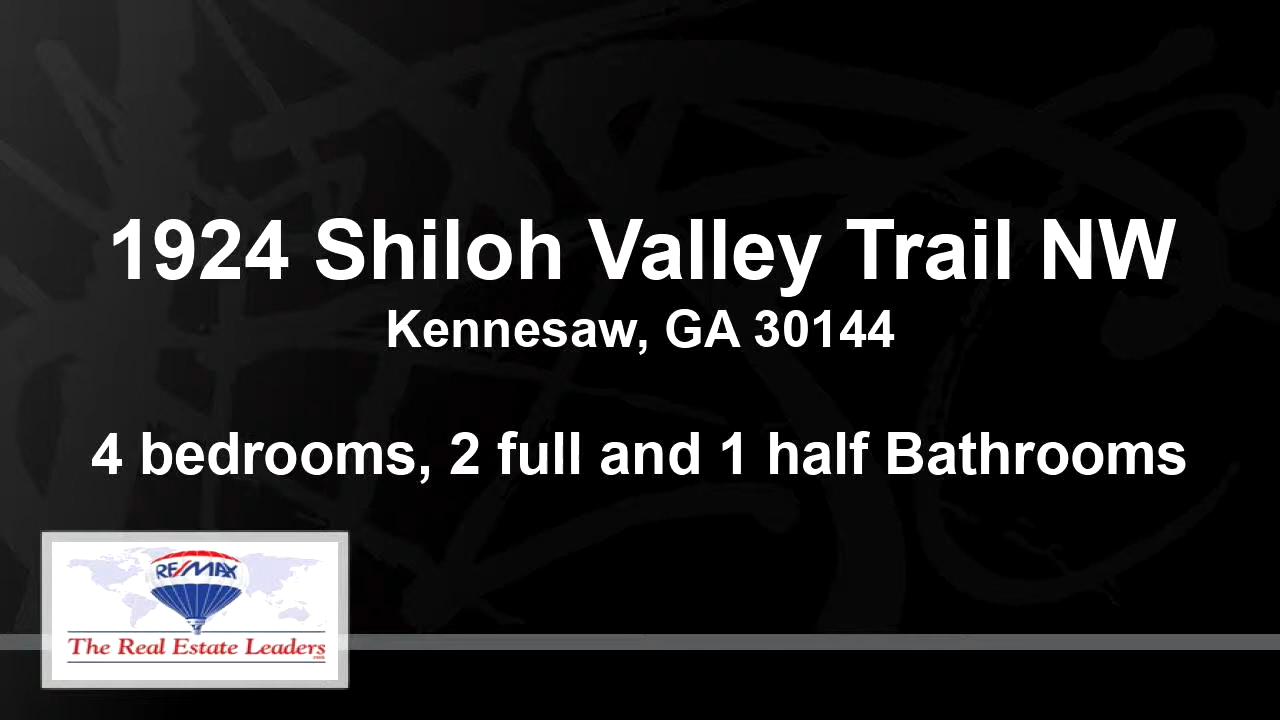 1924 Shiloh Valley Trail NW
Kennesaw, GA 30144
4 bedrooms, 2 full and 1 half Bathrooms
RE/MAX
The Real Estate Leaders